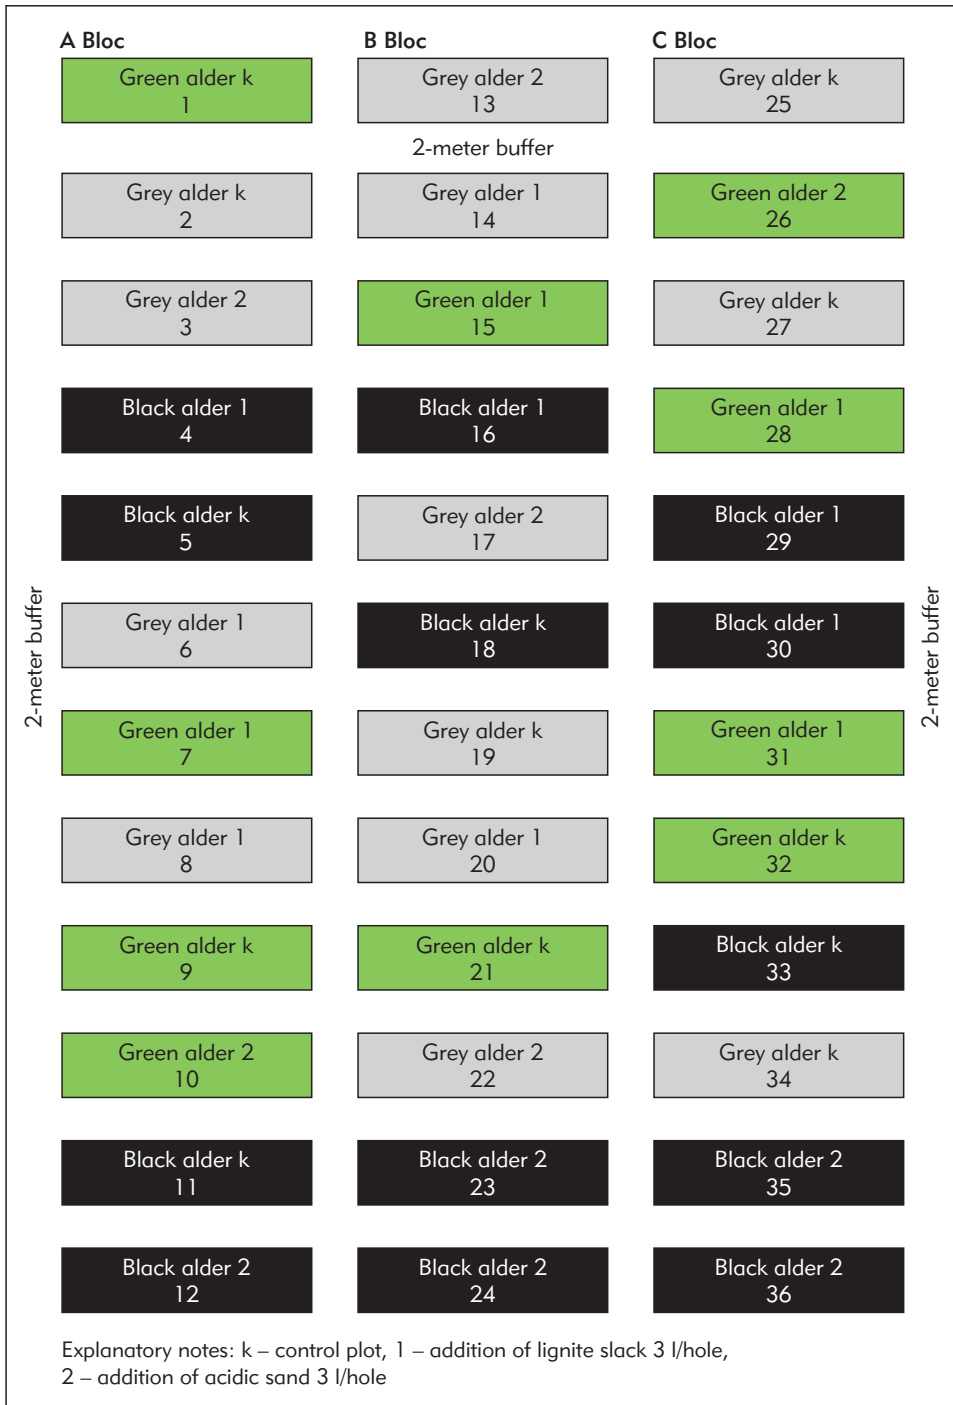 A Bloc
B Bloc
C Bloc
Green alder k
1
Grey alder 2
13
Grey alder k
25
2-meter buffer
Grey alder k
2
Grey alder 1
14
Green alder 2
26
Grey alder 2
3
Green alder 1
15
Grey alder k
27
Black alder 1
4
Black alder 1
16
Green alder 1
28
Black alder k
5
Grey alder 2
17
Black alder 1
29
2-meter buffer
Grey alder 1
6
Black alder k
18
Black alder 1
30
2-meter buffer
Green alder 1
7
Grey alder k
19
Green alder 1
31
Grey alder 1
8
Grey alder 1
20
Green alder k
32
Green alder k
9
Green alder k
21
Black alder k
33
Green alder 2
10
Grey alder 2
22
Grey alder k
34
Black alder k
11
Black alder 2
23
Black alder 2
35
Black alder 2
12
Black alder 2
24
Black alder 2
36
Explanatory notes: k – control plot, 1 – addition of lignite slack 3 l/hole,
2 – addition of acidic sand 3 l/hole